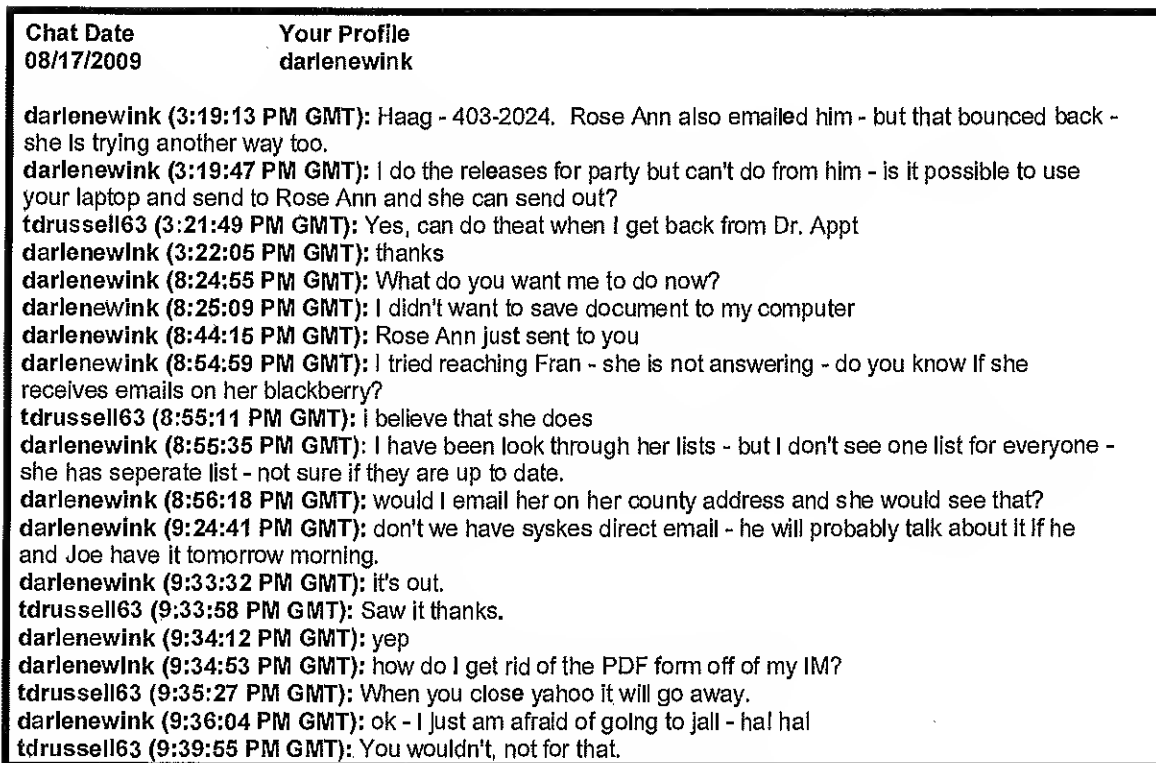 Chat Date Your Profile
08/17/2009 darlenewink
darlenewink (3:19:13 PM GMT): Haag - 403-2024. Rose Ann also emailed him - but that bounced back -
she is trying another way too.
darlenewink (3:19:47 PM GMT): I do the releases for party but can't do from him - is it possible to use
your laptop and send to Rose Ann and she can send out?
tdrussell63 (3:21:49 PM GMT): Yes, can do theat when I get back from Dr. Appt
darlenewink (3:22:05 PM GMT): thanks
darlenewink (8:24:55 PM GMT): What do you want me to do now?
darlenewink (8:25:09 PM GMT): I didn't want to save document to my computer
darlenewink (8:44:15 PM GMT): Rose Ann just sent to you
darlenewink (8:54:59 PM GMT): I tried reaching Fran - she is not answering - do you know if she
receives emails on her blackberry?
tdrussell63 (8:55:11 PM GMT): i believe that she does
darlenewink (8:55:35 PM GMT): I have been look through her lists - but I don't see one list for everyone -
she has seperate list - not sure if they are up to date.
darlenewink (8:56:18 PM GMT): would I email her on her county address and she would see that?
darlenewink (9:24:41 PM GMT): don't we have syskes direct email - he will probably talk about it if he
and Joe have it tomorrow morning.
darlenewink (9:33:32 PM GMT): it's out.
tdrussell63 (9:33:58 PM GMT): Saw it thanks.
darlenewink (9:34:12 PM GMT): yep
darlenewink (9:34:53 PM GMT): how do I get rid of the PDF form off of my IM?
tdrussell63 (9:35:27 PM GMT): When you close yahoo it will go away.
darlenewink (9:36:04 PM GMT): ok - I just am afraid of going to jail - ha! ha!
tdrussell63 (9:39:55 PM GMT): You wouldn't, not for that.